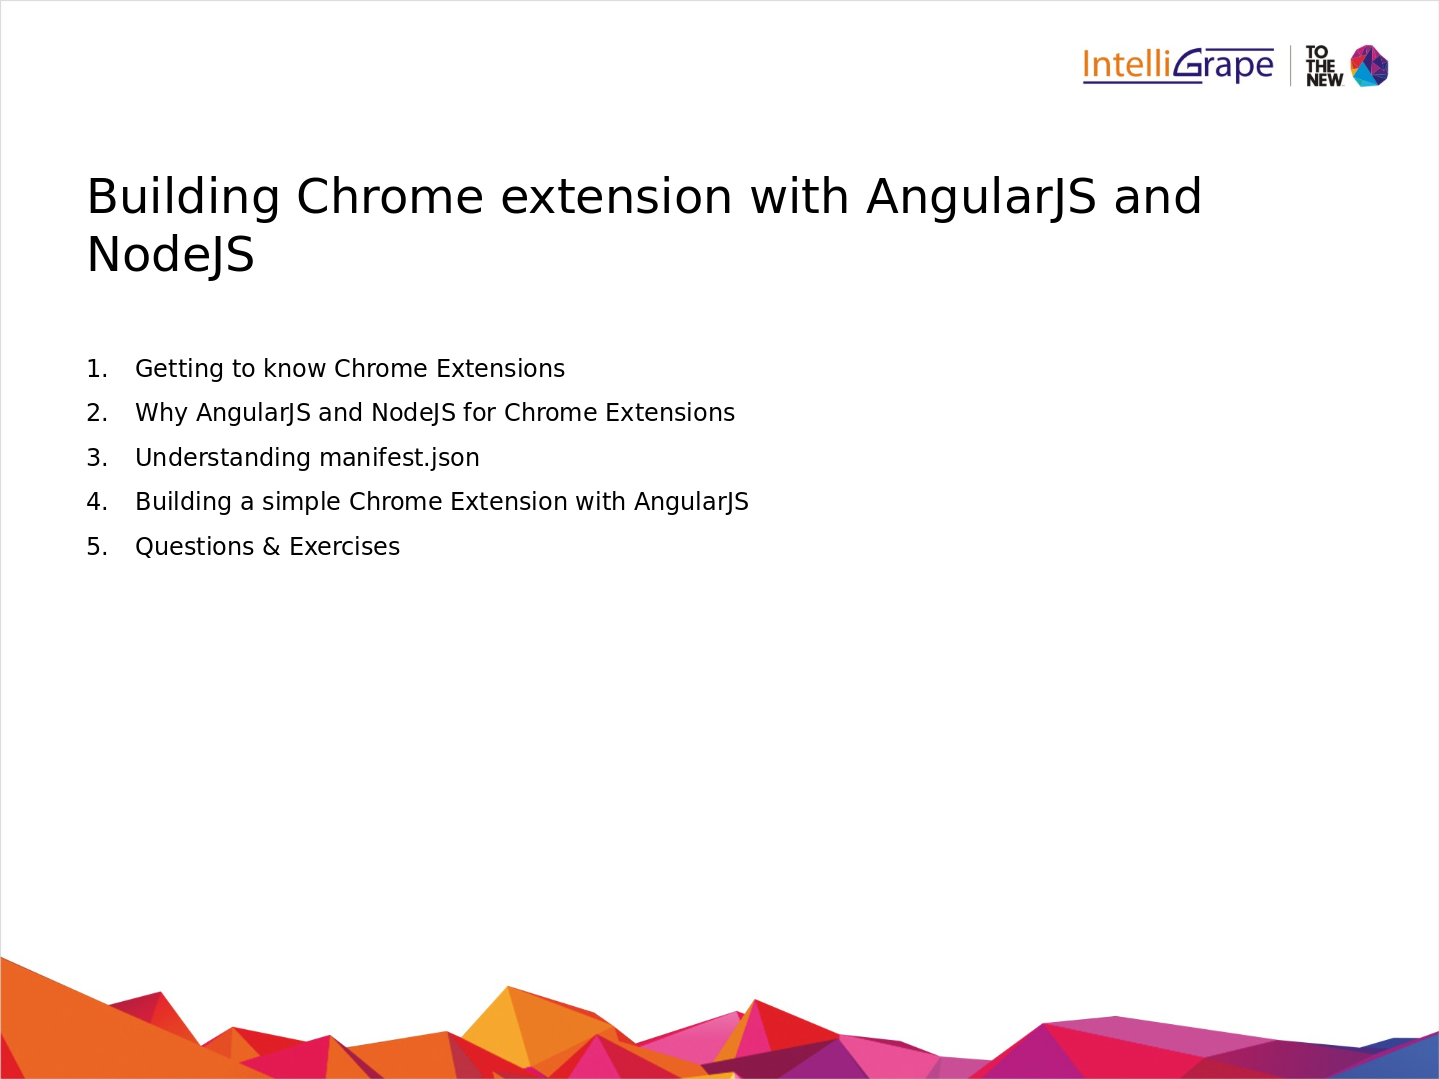 IntelliGrape
TO
THE
NEW
Building Chrome extension with AngularJS and
NodeJS
1. Getting to know Chrome Extensions
2. Why AngularJS and NodeJS for Chrome Extensions
3. Understanding manifest.json
4. Building a simple Chrome Extension with AngularJS
5. Questions & Exercises